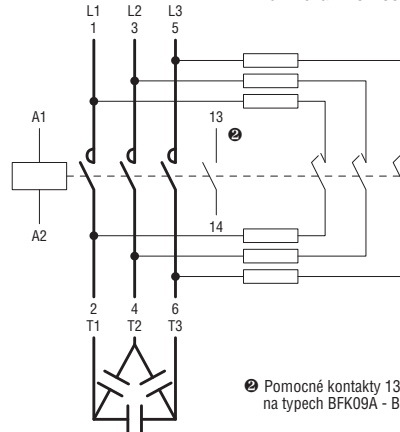 L1 L2 L3
1 3 5
A1
13
❷
A2
14
2 4 6
T1 T2 T3
❷ Pomocné kontakty 13
na typech BFK09A - B